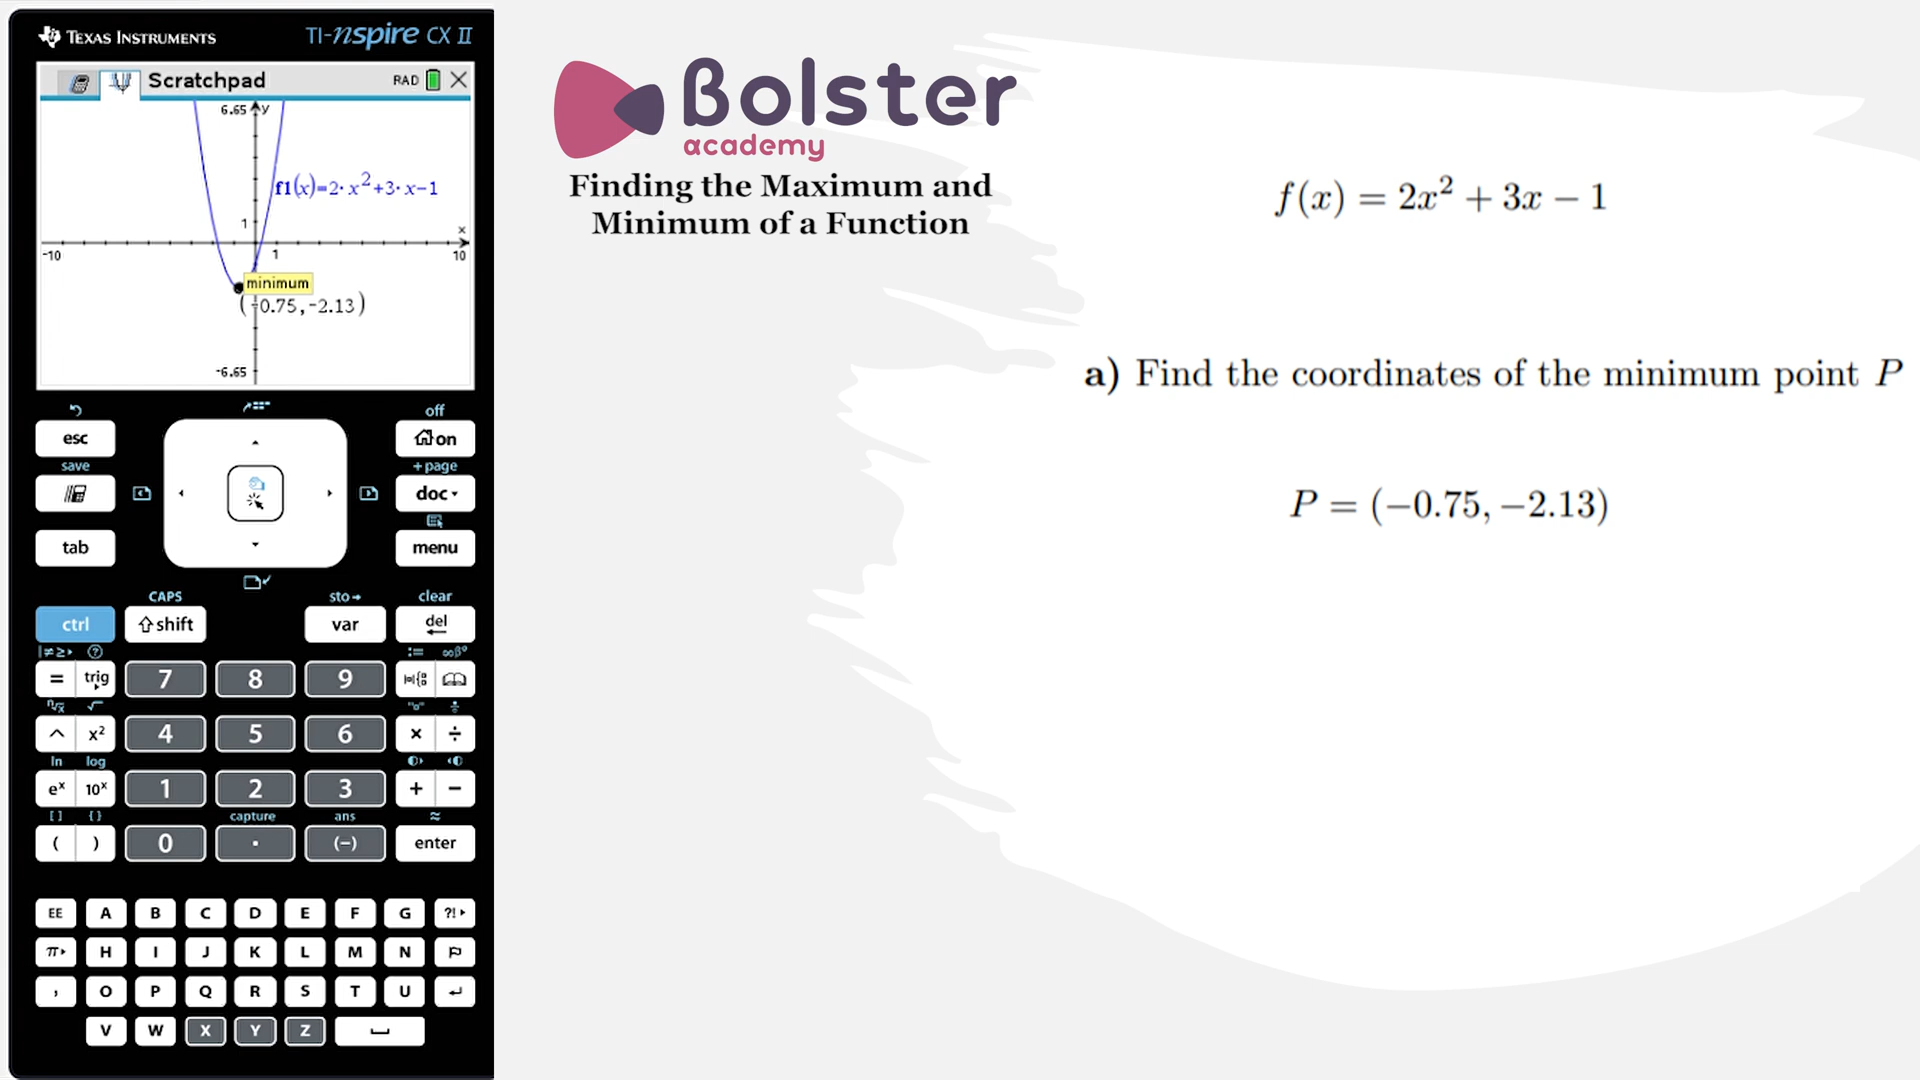 TEXAS INSTRUMENTS TI-nspire CX II
Scratchpad RAD
6.65 y
f1(x)=2·x²+3·x−1
1
x
-10 1 10
minimum
(-0.75,-2.13)
-6.65
off
esc on
save +page
doc
tab menu
CAPS sto→ clear
ctrl ⇧shift var del
|≠≥▸ ? := ∞β°
= trig 7 8 9
ⁿ√x √ "∘" ÷
^ x² 4 5 6 × ÷
ln log
eˣ 10ˣ 1 2 3 + −
[ ] { } capture ans ≈
( ) 0 . (−) enter
EE A B C D E F G ?!▸
π▸ H I J K L M N
, O P Q R S T U ↵
V W X Y Z
βolster
academy
Finding the Maximum and
Minimum of a Function
f(x) = 2x² + 3x − 1
a) Find the coordinates of the minimum point P
P = (−0.75, −2.13)